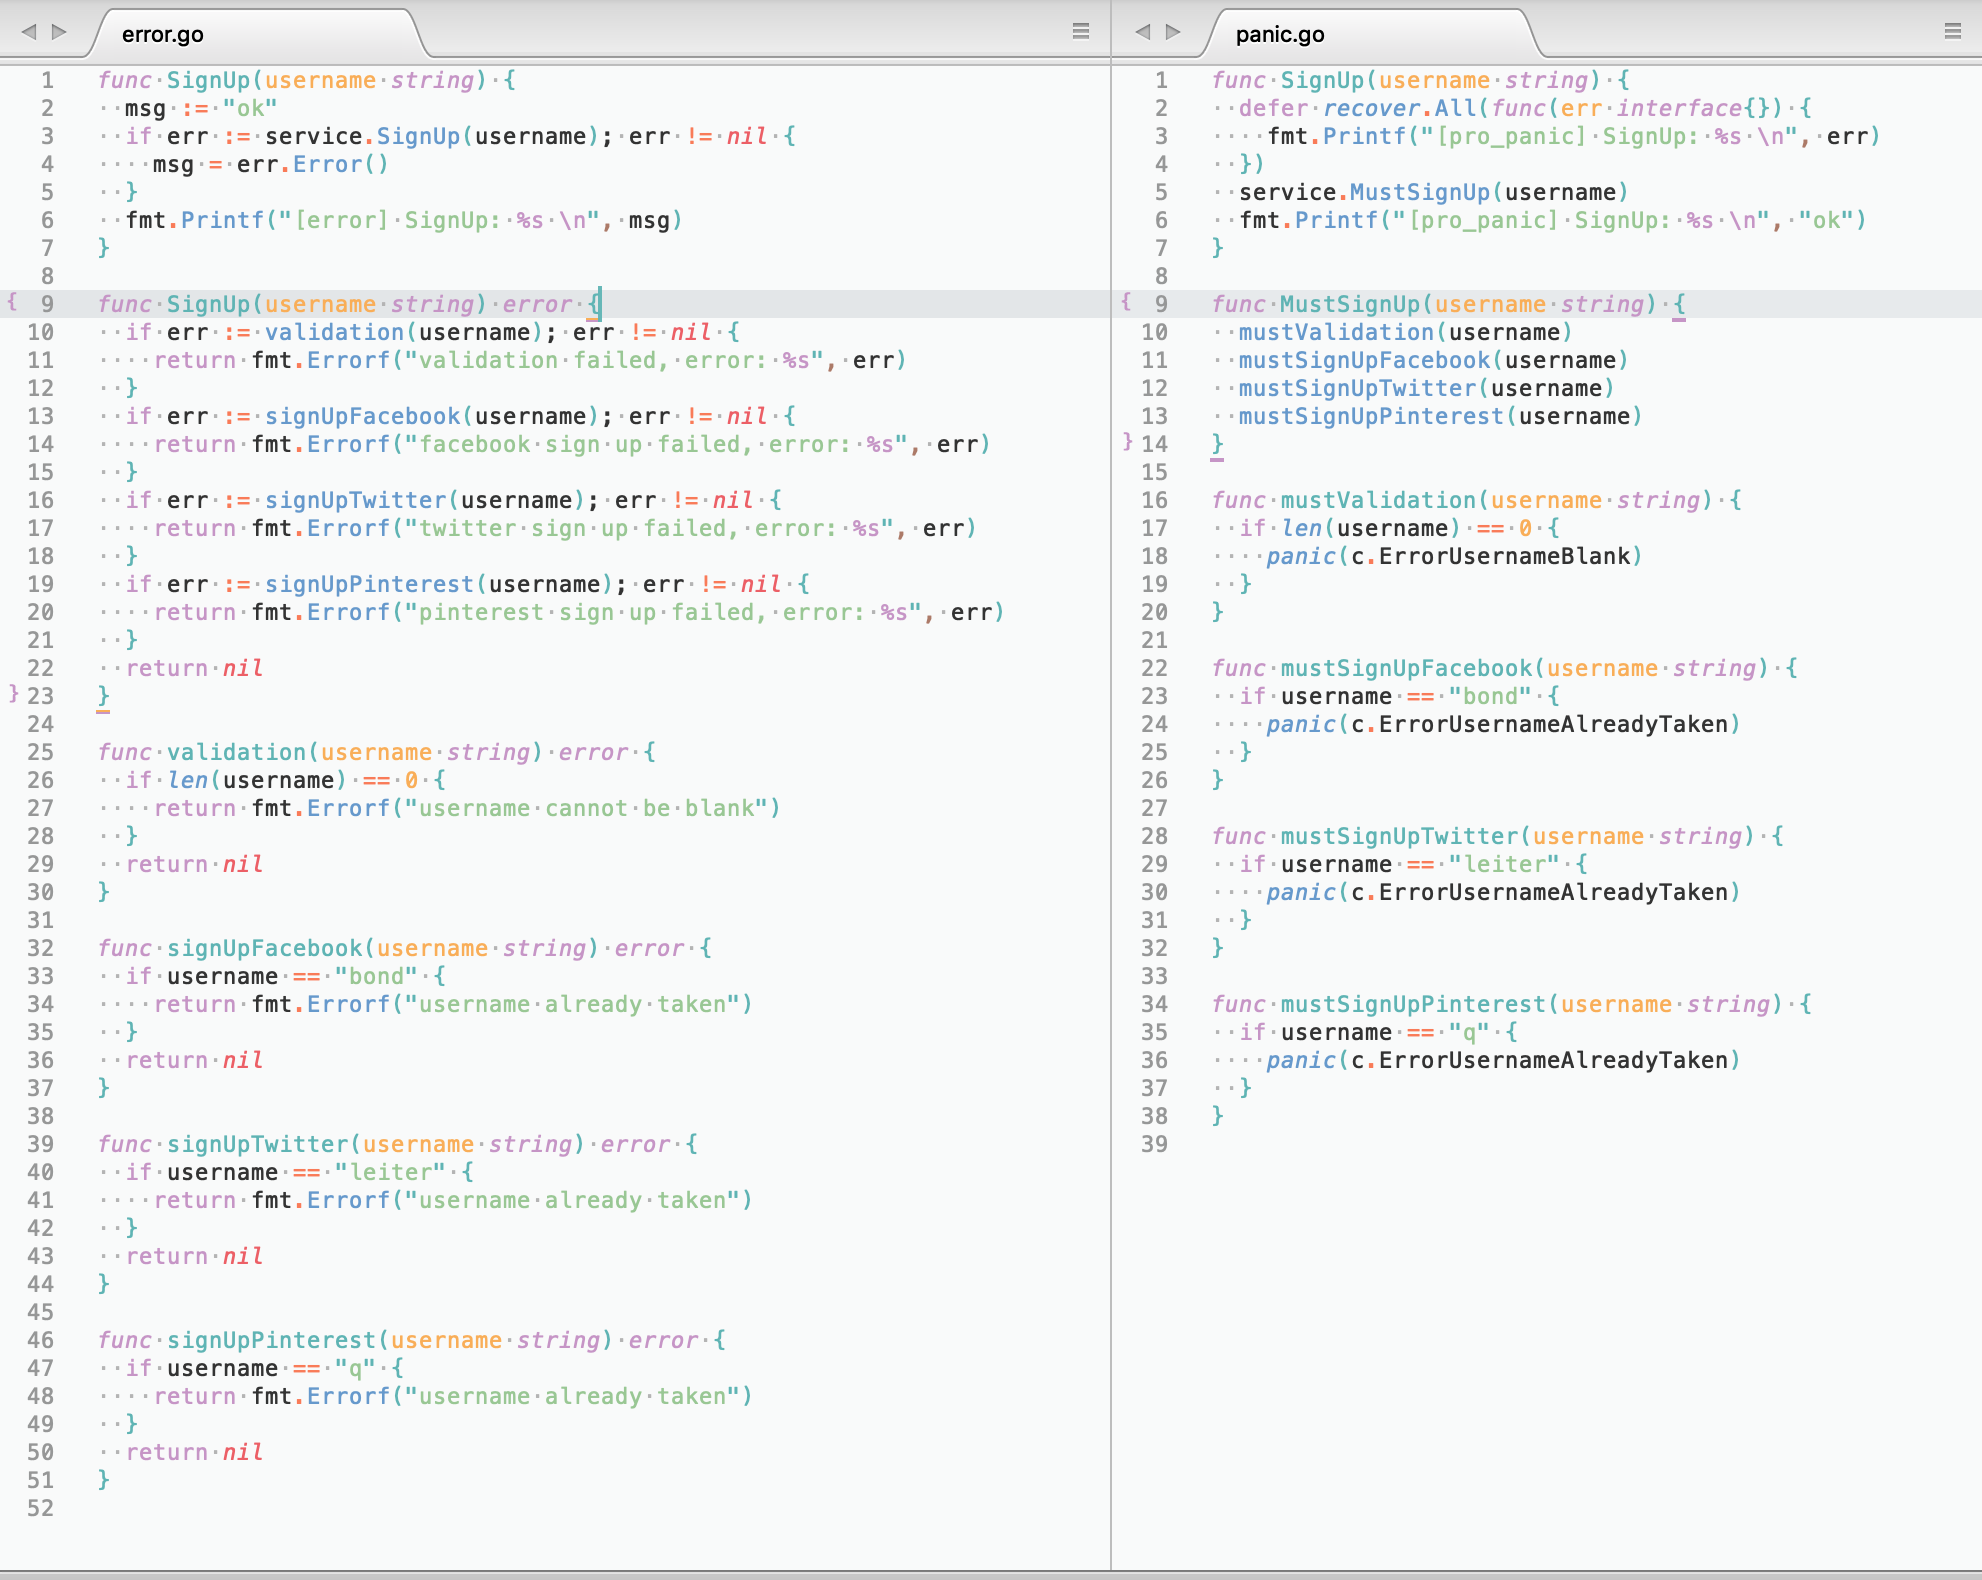 error.go
1 func SignUp(username string) {
2   msg := "ok"
3   if err := service.SignUp(username); err != nil {
4     msg = err.Error()
5   }
6   fmt.Printf("[error] SignUp: %s \n", msg)
7 }
8
9 func SignUp(username string) error {
10   if err := validation(username); err != nil {
11     return fmt.Errorf("validation failed, error: %s", err)
12   }
13   if err := signUpFacebook(username); err != nil {
14     return fmt.Errorf("facebook sign up failed, error: %s", err)
15   }
16   if err := signUpTwitter(username); err != nil {
17     return fmt.Errorf("twitter sign up failed, error: %s", err)
18   }
19   if err := signUpPinterest(username); err != nil {
20     return fmt.Errorf("pinterest sign up failed, error: %s", err)
21   }
22   return nil
23 }
24
25 func validation(username string) error {
26   if len(username) == 0 {
27     return fmt.Errorf("username cannot be blank")
28   }
29   return nil
30 }
31
32 func signUpFacebook(username string) error {
33   if username == "bond" {
34     return fmt.Errorf("username already taken")
35   }
36   return nil
37 }
38
39 func signUpTwitter(username string) error {
40   if username == "leiter" {
41     return fmt.Errorf("username already taken")
42   }
43   return nil
44 }
45
46 func signUpPinterest(username string) error {
47   if username == "q" {
48     return fmt.Errorf("username already taken")
49   }
50   return nil
51 }
52
panic.go
1 func SignUp(username string) {
2   defer recover.All(func(err interface{}) {
3     fmt.Printf("[pro_panic] SignUp: %s \n", err)
4   })
5   service.MustSignUp(username)
6   fmt.Printf("[pro_panic] SignUp: %s \n", "ok")
7 }
8
9 func MustSignUp(username string) {
10   mustValidation(username)
11   mustSignUpFacebook(username)
12   mustSignUpTwitter(username)
13   mustSignUpPinterest(username)
14 }
15
16 func mustValidation(username string) {
17   if len(username) == 0 {
18     panic(c.ErrorUsernameBlank)
19   }
20 }
21
22 func mustSignUpFacebook(username string) {
23   if username == "bond" {
24     panic(c.ErrorUsernameAlreadyTaken)
25   }
26 }
27
28 func mustSignUpTwitter(username string) {
29   if username == "leiter" {
30     panic(c.ErrorUsernameAlreadyTaken)
31   }
32 }
33
34 func mustSignUpPinterest(username string) {
35   if username == "q" {
36     panic(c.ErrorUsernameAlreadyTaken)
37   }
38 }
39